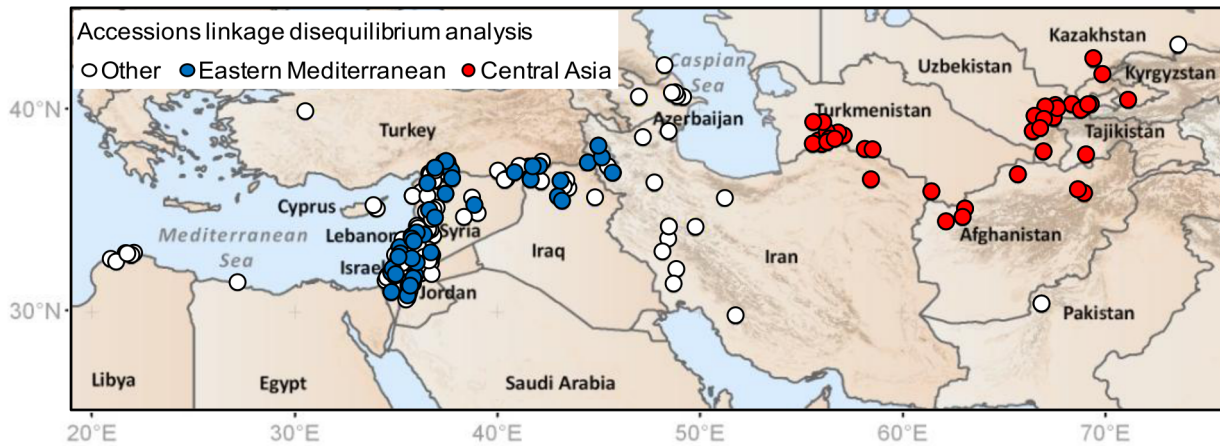 Accessions linkage disequilibrium analysis
Other Eastern Mediterranean Central Asia
Kazakhstan
Caspian
Sea
Uzbekistan
Kyrgyzstan
40°N
Turkmenistan
Azerbaijan
Turkey
Tajikistan
Cyprus
Mediterranean
Sea
Lebanon
Syria
Afghanistan
Iraq
Iran
Israel
Jordan
30°N
Pakistan
Libya
Egypt
Saudi Arabia
20°E 30°E 40°E 50°E 60°E 70°E